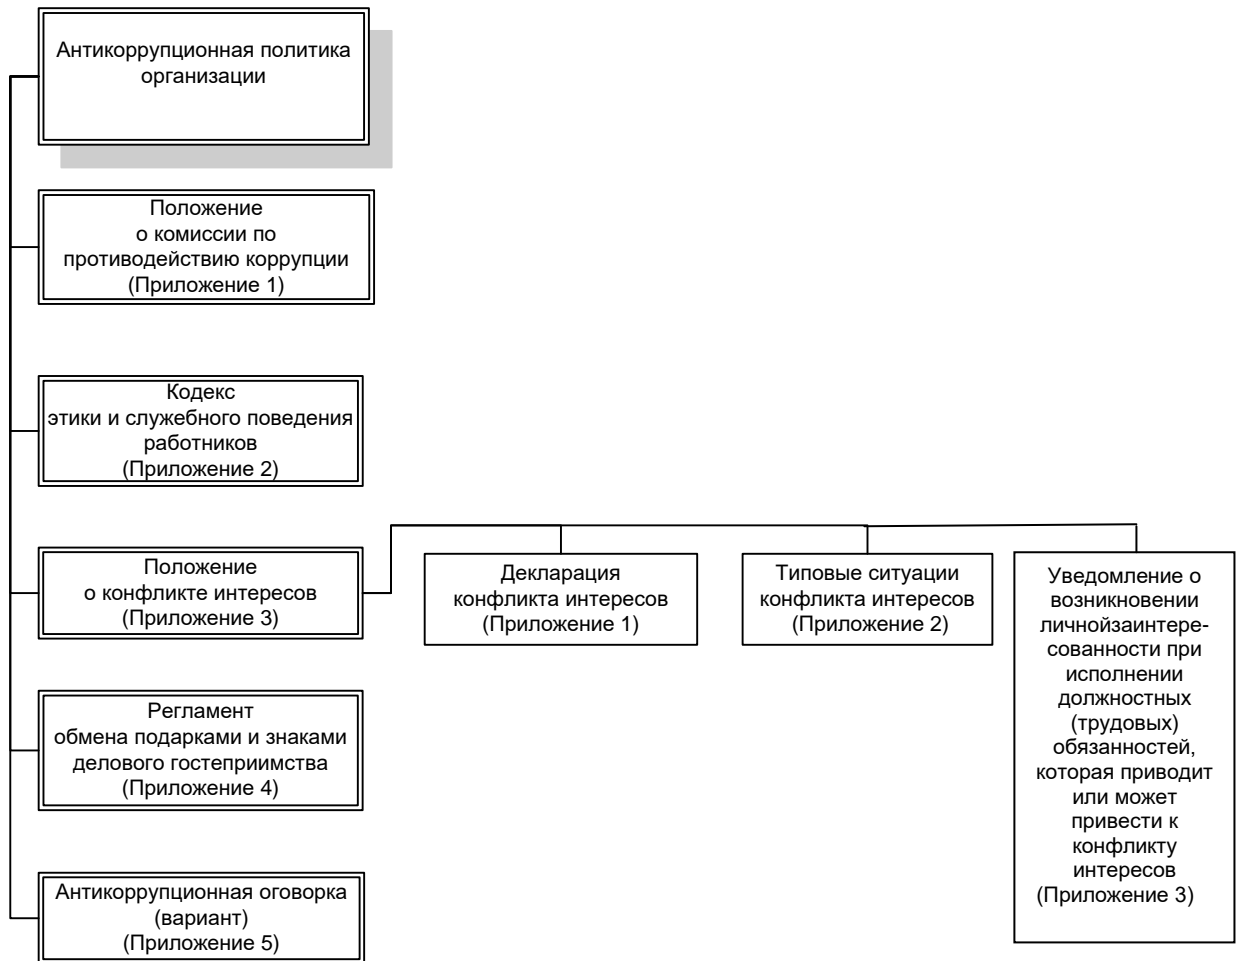 Антикоррупционная политика
организации
Положение
о комиссии по
противодействию коррупции
(Приложение 1)
Кодекс
этики и служебного поведения
работников
(Приложение 2)
Положение
о конфликте интересов
(Приложение 3)
Декларация
конфликта интересов
(Приложение 1)
Типовые ситуации
конфликта интересов
(Приложение 2)
Уведомление о
возникновении
личнойзаинтере-
сованности при
исполнении
должностных
(трудовых)
обязанностей,
которая приводит
или может
привести к
конфликту
интересов
(Приложение 3)
Регламент
обмена подарками и знаками
делового гостеприимства
(Приложение 4)
Антикоррупционная оговорка
(вариант)
(Приложение 5)